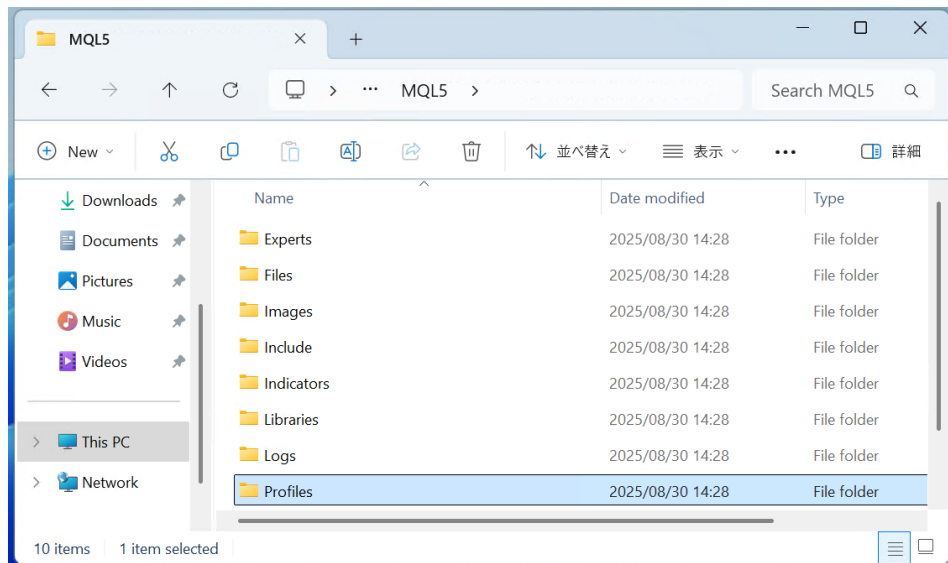 MQL5
MQL5
Search MQL5
New 並べ替え 表示 詳細
Downloads
Documents
Pictures
Music
Videos
This PC
Network
Name Date modified Type
Experts 2025/08/30 14:28 File folder
Files 2025/08/30 14:28 File folder
Images 2025/08/30 14:28 File folder
Include 2025/08/30 14:28 File folder
Indicators 2025/08/30 14:28 File folder
Libraries 2025/08/30 14:28 File folder
Logs 2025/08/30 14:28 File folder
Profiles 2025/08/30 14:28 File folder
10 items 1 item selected